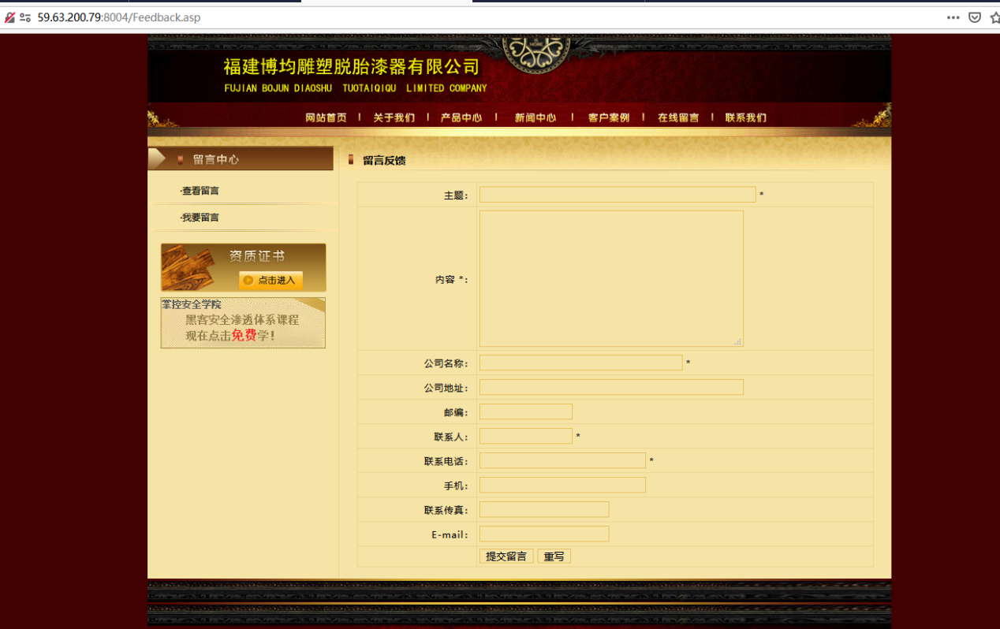 59.63.200.79:8004/Feedback.asp
福建博均雕塑脱胎漆器有限公司
FUJIAN BOJUN DIAOSHU TUOTAIQIQU LIMITED COMPANY
网站首页 | 关于我们 | 产品中心 | 新闻中心 | 客户案例 | 在线留言 | 联系我们
留言中心
·查看留言
·我要留言
资质证书
点击进入
掌控安全学院
黑客安全渗透体系课程
现在点击免费学!
留言反馈
主题: *
内容 *:
公司名称: *
公司地址:
邮编:
联系人: *
联系电话: *
手机:
联系传真:
E-mail:
提交留言 重写